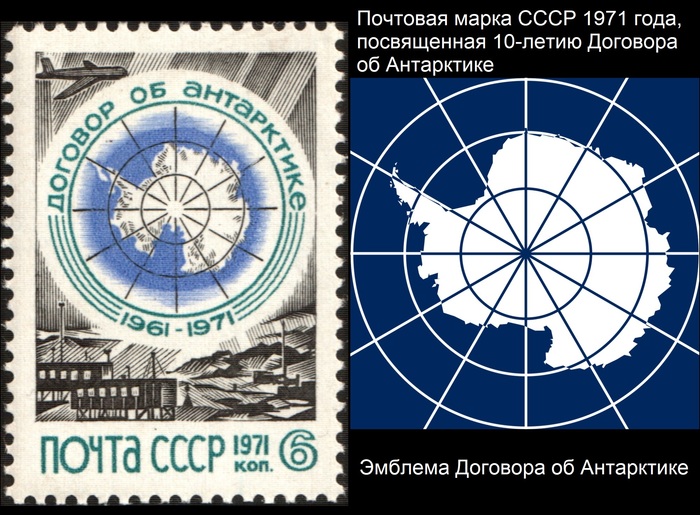 ДОГОВОР ОБ АНТАРКТИКЕ
1961-1971
ПОЧТА СССР 1971 6
КОП.
Почтовая марка СССР 1971 года,
посвященная 10-летию Договора
об Антарктике
Эмблема Договора об Антарктике